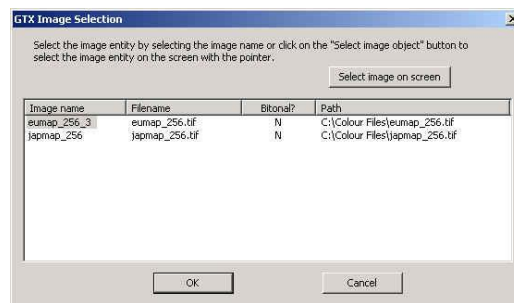 GTX Image Selection
Select the image entity by selecting the image name or click on the "Select image object" button to
select the image entity on the screen with the pointer.
Select image on screen
Image name Filename Bitonal? Path
eumap_256_3 eumap_256.tif N C:\Colour Files\eumap_256.tif
japmap_256 japmap_256.tif N C:\Colour Files\japmap_256.tif
OK Cancel